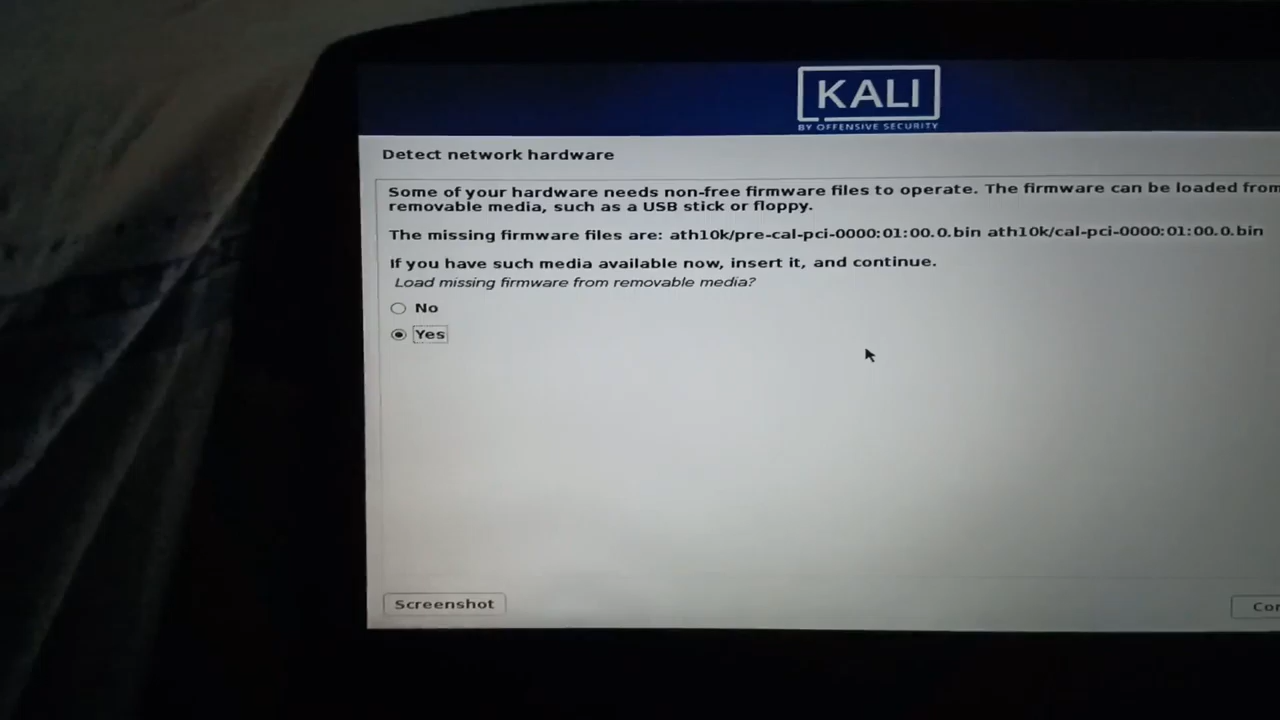 KALI
BY OFFENSIVE SECURITY
Detect network hardware
Some of your hardware needs non-free firmware files to operate. The firmware can be loaded from
removable media, such as a USB stick or floppy.
The missing firmware files are: ath10k/pre-cal-pci-0000:01:00.0.bin ath10k/cal-pci-0000:01:00.0.bin
If you have such media available now, insert it, and continue.
Load missing firmware from removable media?
No
Yes
Screenshot